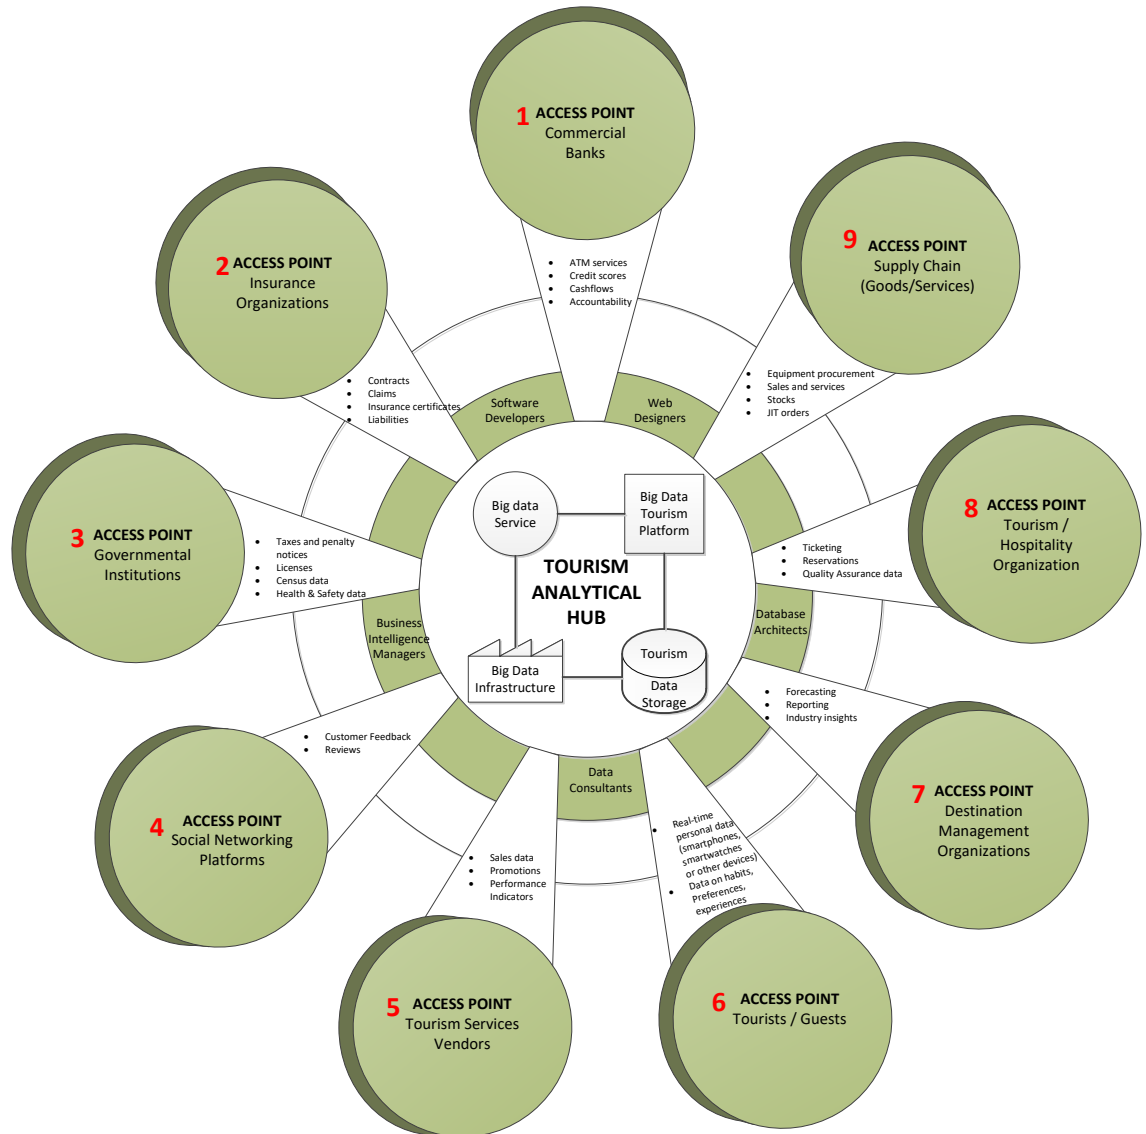 1 ACCESS POINT
Commercial
Banks
• ATM services
• Credit scores
• Cashflows
• Accountability
2 ACCESS POINT
Insurance
Organizations
• Contracts
• Claims
• Insurance certificates
• Liabilities
3 ACCESS POINT
Governmental
Institutions
• Taxes and penalty
notices
• Licenses
• Census data
• Health & Safety data
4 ACCESS POINT
Social Networking
Platforms
• Customer Feedback
• Reviews
5 ACCESS POINT
Tourism Services
Vendors
• Sales data
• Promotions
• Performance
Indicators
6 ACCESS POINT
Tourists / Guests
• Real-time
personal data
(smartphones,
smartwatches
or other devices)
• Data on habits,
Preferences,
experiences
7 ACCESS POINT
Destination
Management
Organizations
• Forecasting
• Reporting
• Industry insights
8 ACCESS POINT
Tourism /
Hospitality
Organization
• Ticketing
• Reservations
• Quality Assurance data
9 ACCESS POINT
Supply Chain
(Goods/Services)
• Equipment procurement
• Sales and services
• Stocks
• JIT orders
Software
Developers
Web
Designers
Business
Intelligence
Managers
Database
Architects
Data
Consultants
Big data
Service
Big Data
Tourism
Platform
TOURISM
ANALYTICAL
HUB
Big Data
Infrastructure
Tourism
Data
Storage